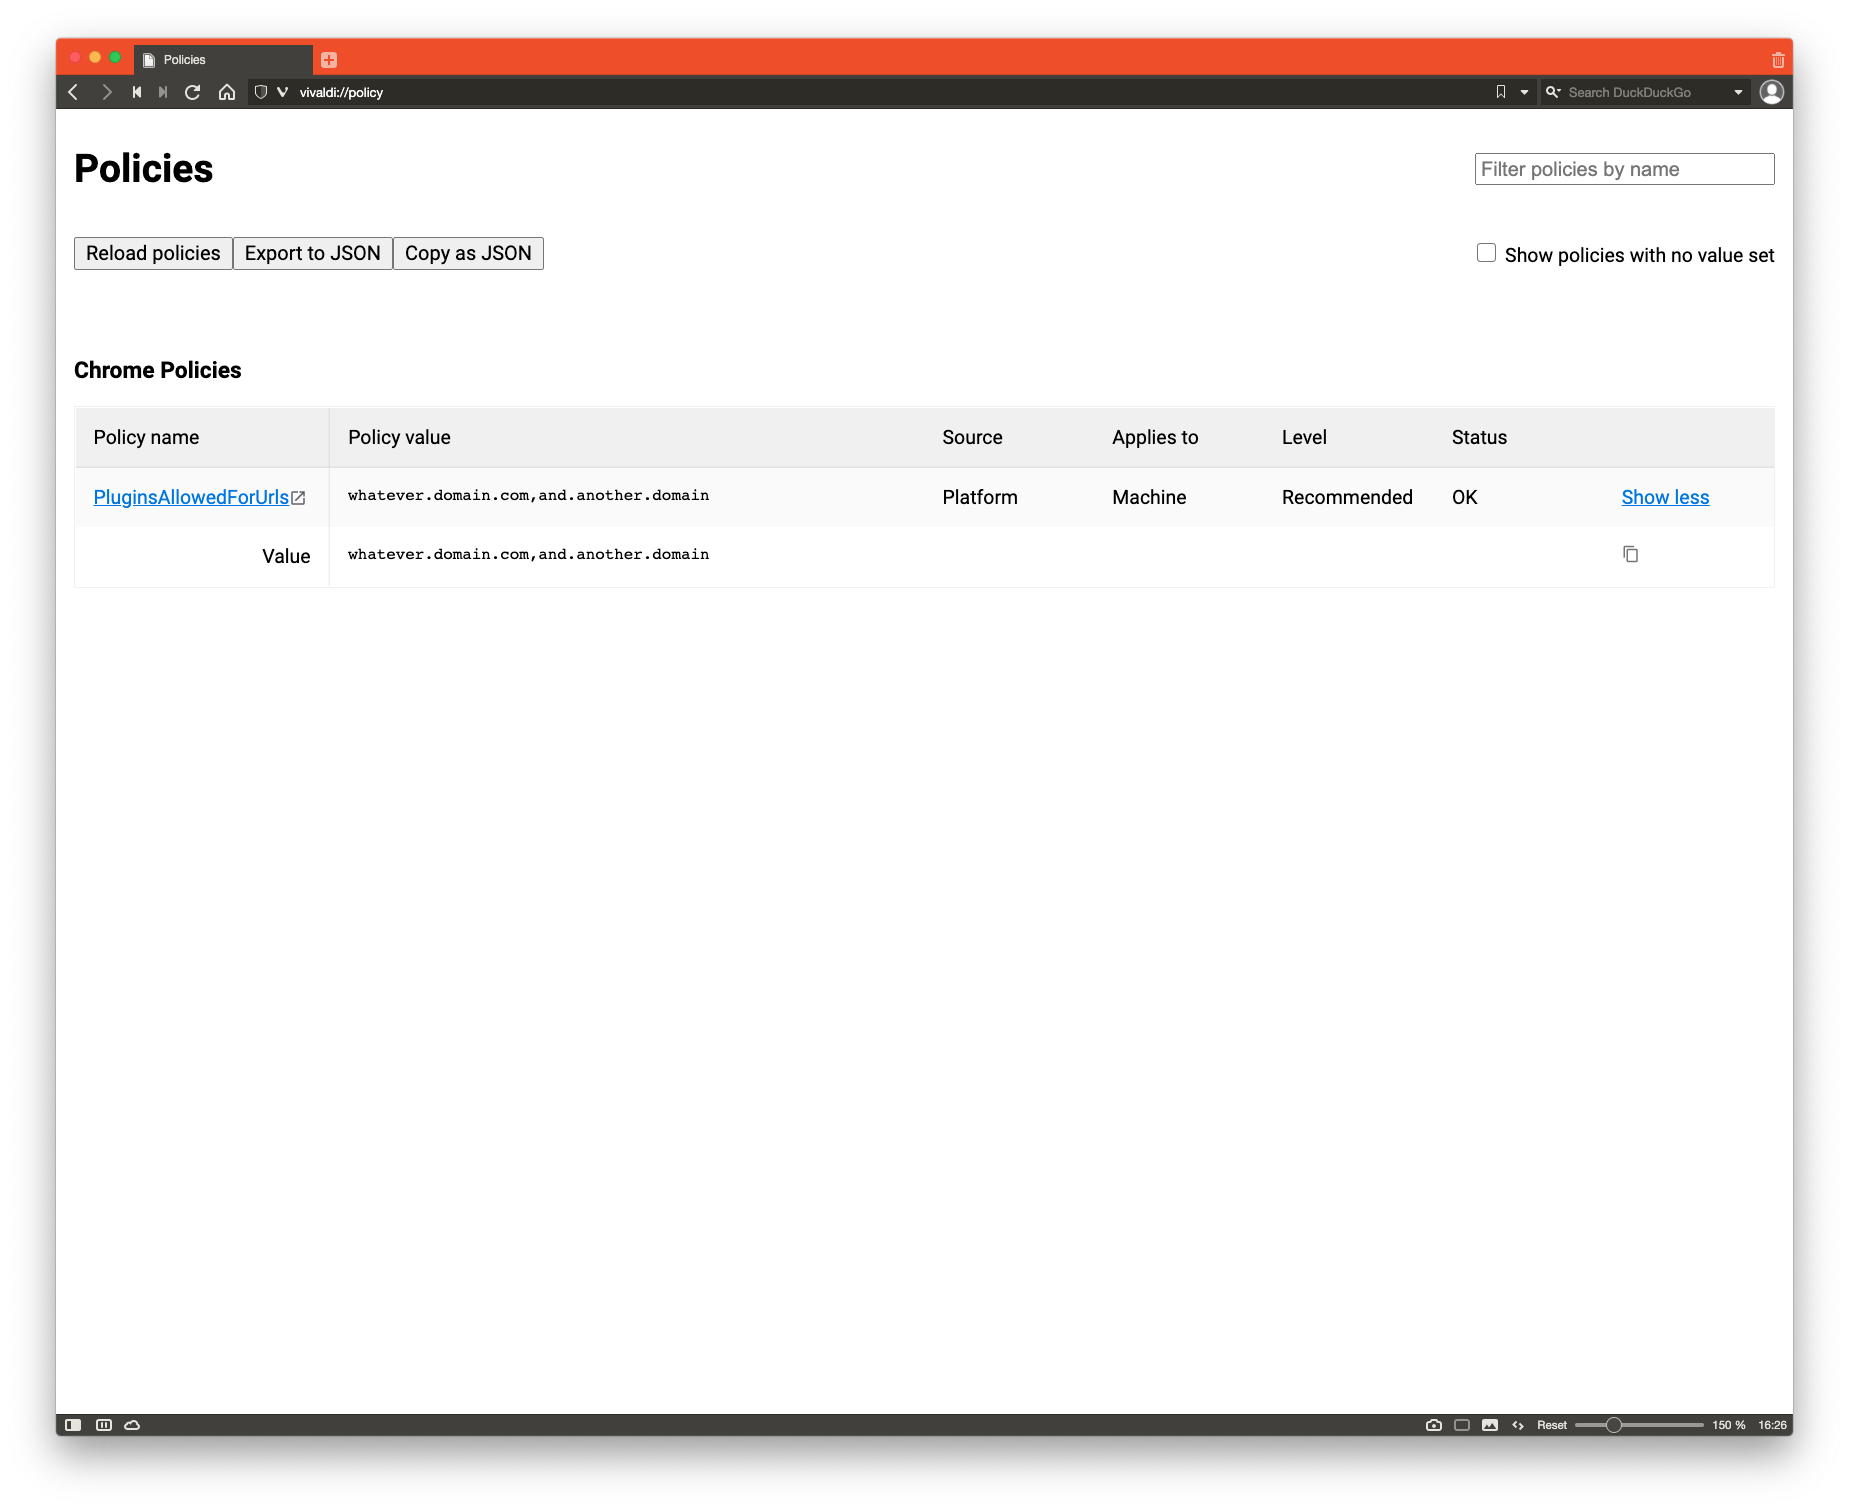 Policies
vivaldi://policy
Search DuckDuckGo
Policies
Filter policies by name
Reload policies Export to JSON Copy as JSON
Show policies with no value set
Chrome Policies
Policy name Policy value Source Applies to Level Status
PluginsAllowedForUrls whatever.domain.com,and.another.domain Platform Machine Recommended OK Show less
Value whatever.domain.com,and.another.domain
Reset 150 % 16:26